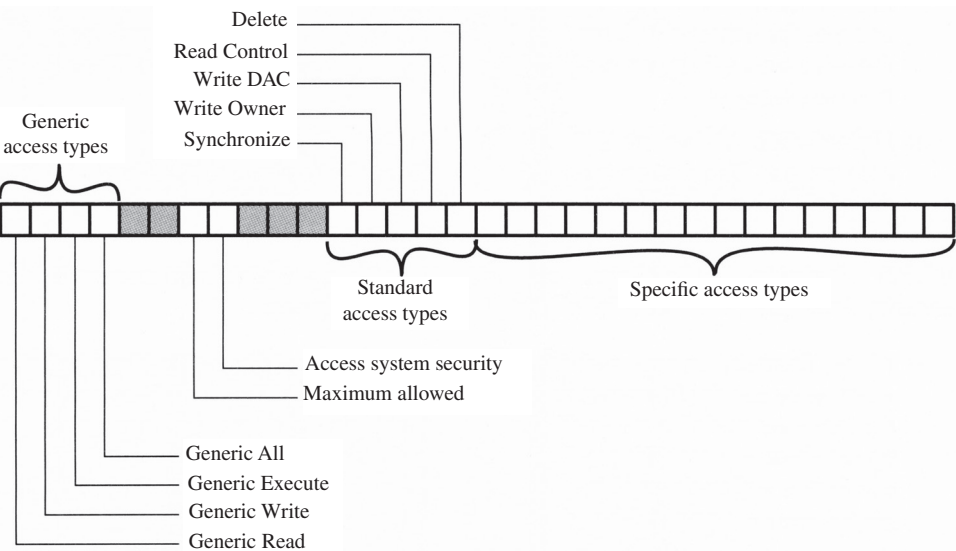 Delete
Read Control
Write DAC
Write Owner
Synchronize
Generic
access types
Standard
access types
Specific access types
Access system security
Maximum allowed
Generic All
Generic Execute
Generic Write
Generic Read